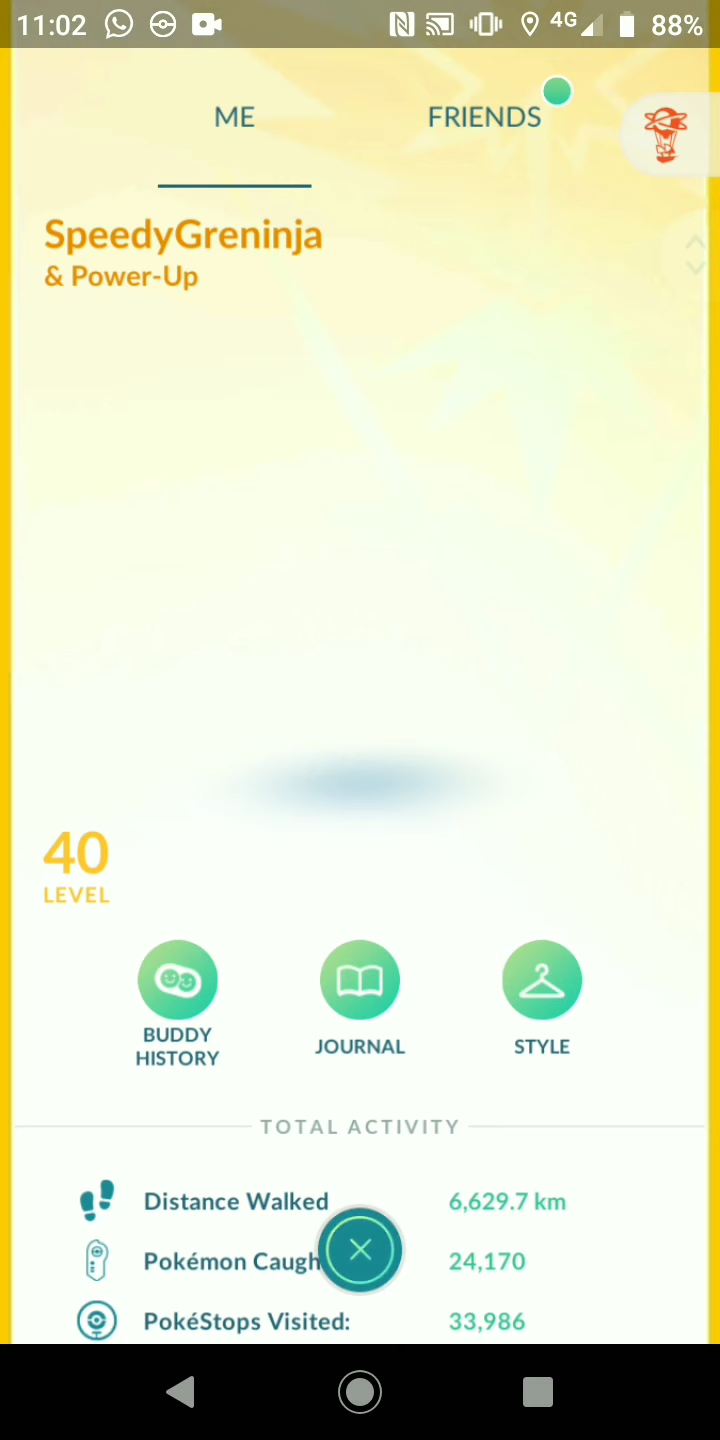 11:02 4G 88%
ME FRIENDS
SpeedyGreninja
& Power-Up
40
LEVEL
BUDDY
HISTORY
JOURNAL
STYLE
TOTAL ACTIVITY
Distance Walked 6,629.7 km
Pokémon Caugh 24,170
PokéStops Visited: 33,986